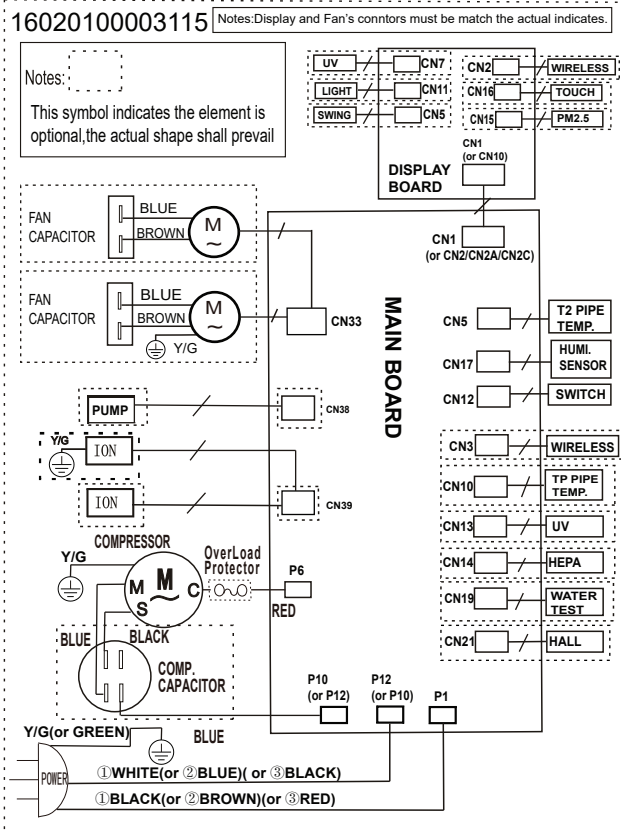 16020100003115
Notes:Display and Fan's conntors must be match the actual indicates.
Notes:
This symbol indicates the element is
optional,the actual shape shall prevail
UV
CN7
LIGHT
CN11
SWING
CN5
CN2
WIRELESS
CN16
TOUCH
CN15
PM2.5
CN1
(or CN10)
DISPLAY
BOARD
CN1
(or CN2/CN2A/CN2C)
FAN
CAPACITOR
BLUE
BROWN
M
~
FAN
CAPACITOR
BLUE
BROWN
M
~
Y/G
CN33
MAIN BOARD
CN5
T2 PIPE
TEMP.
CN17
HUMI.
SENSOR
CN12
SWITCH
PUMP
CN38
Y/G
ION
ION
CN39
CN3
WIRELESS
CN10
TP PIPE
TEMP.
CN13
UV
CN14
HEPA
CN19
WATER
TEST
CN21
HALL
COMPRESSOR
Y/G
M
M
~
C
S
OverLoad
Protector
P6
RED
BLUE
BLACK
COMP.
CAPACITOR
BLUE
P10
(or P12)
P12
(or P10)
P1
Y/G(or GREEN)
POWER
①WHITE(or ②BLUE)( or ③BLACK)
①BLACK(or ②BROWN)(or ③RED)